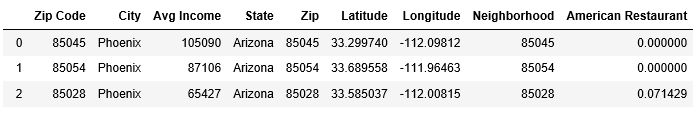 Zip Code City Avg Income State Zip Latitude Longitude Neighborhood American Restaurant
0 85045 Phoenix 105090 Arizona 85045 33.299740 -112.09812 85045 0.000000
1 85054 Phoenix 87106 Arizona 85054 33.689558 -111.96463 85054 0.000000
2 85028 Phoenix 65427 Arizona 85028 33.585037 -112.00815 85028 0.071429